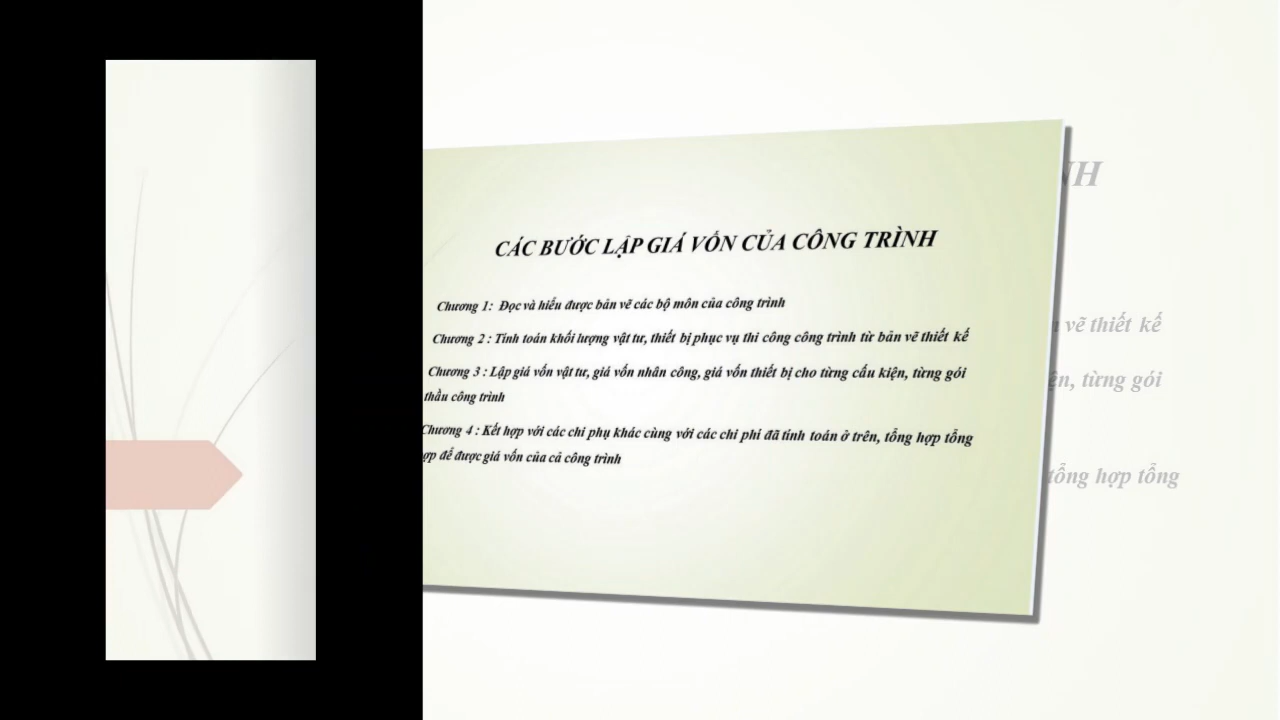 CÁC BƯỚC LẬP GIÁ VỐN CỦA CÔNG TRÌNH
Chương 1: Đọc và hiểu được bản vẽ các bộ môn của công trình
Chương 2 : Tính toán khối lượng vật tư, thiết bị phục vụ thi công công trình từ bản vẽ thiết kế
Chương 3 : Lập giá vốn vật tư, giá vốn nhân công, giá vốn thiết bị cho từng cấu kiện, từng gói
thầu công trình
Chương 4 : Kết hợp với các chi phụ khác cùng với các chi phí đã tính toán ở trên, tổng hợp tổng
ợp để được giá vốn của cả công trình
NH
vẽ thiết kế
ện, từng gói
tổng hợp tổng